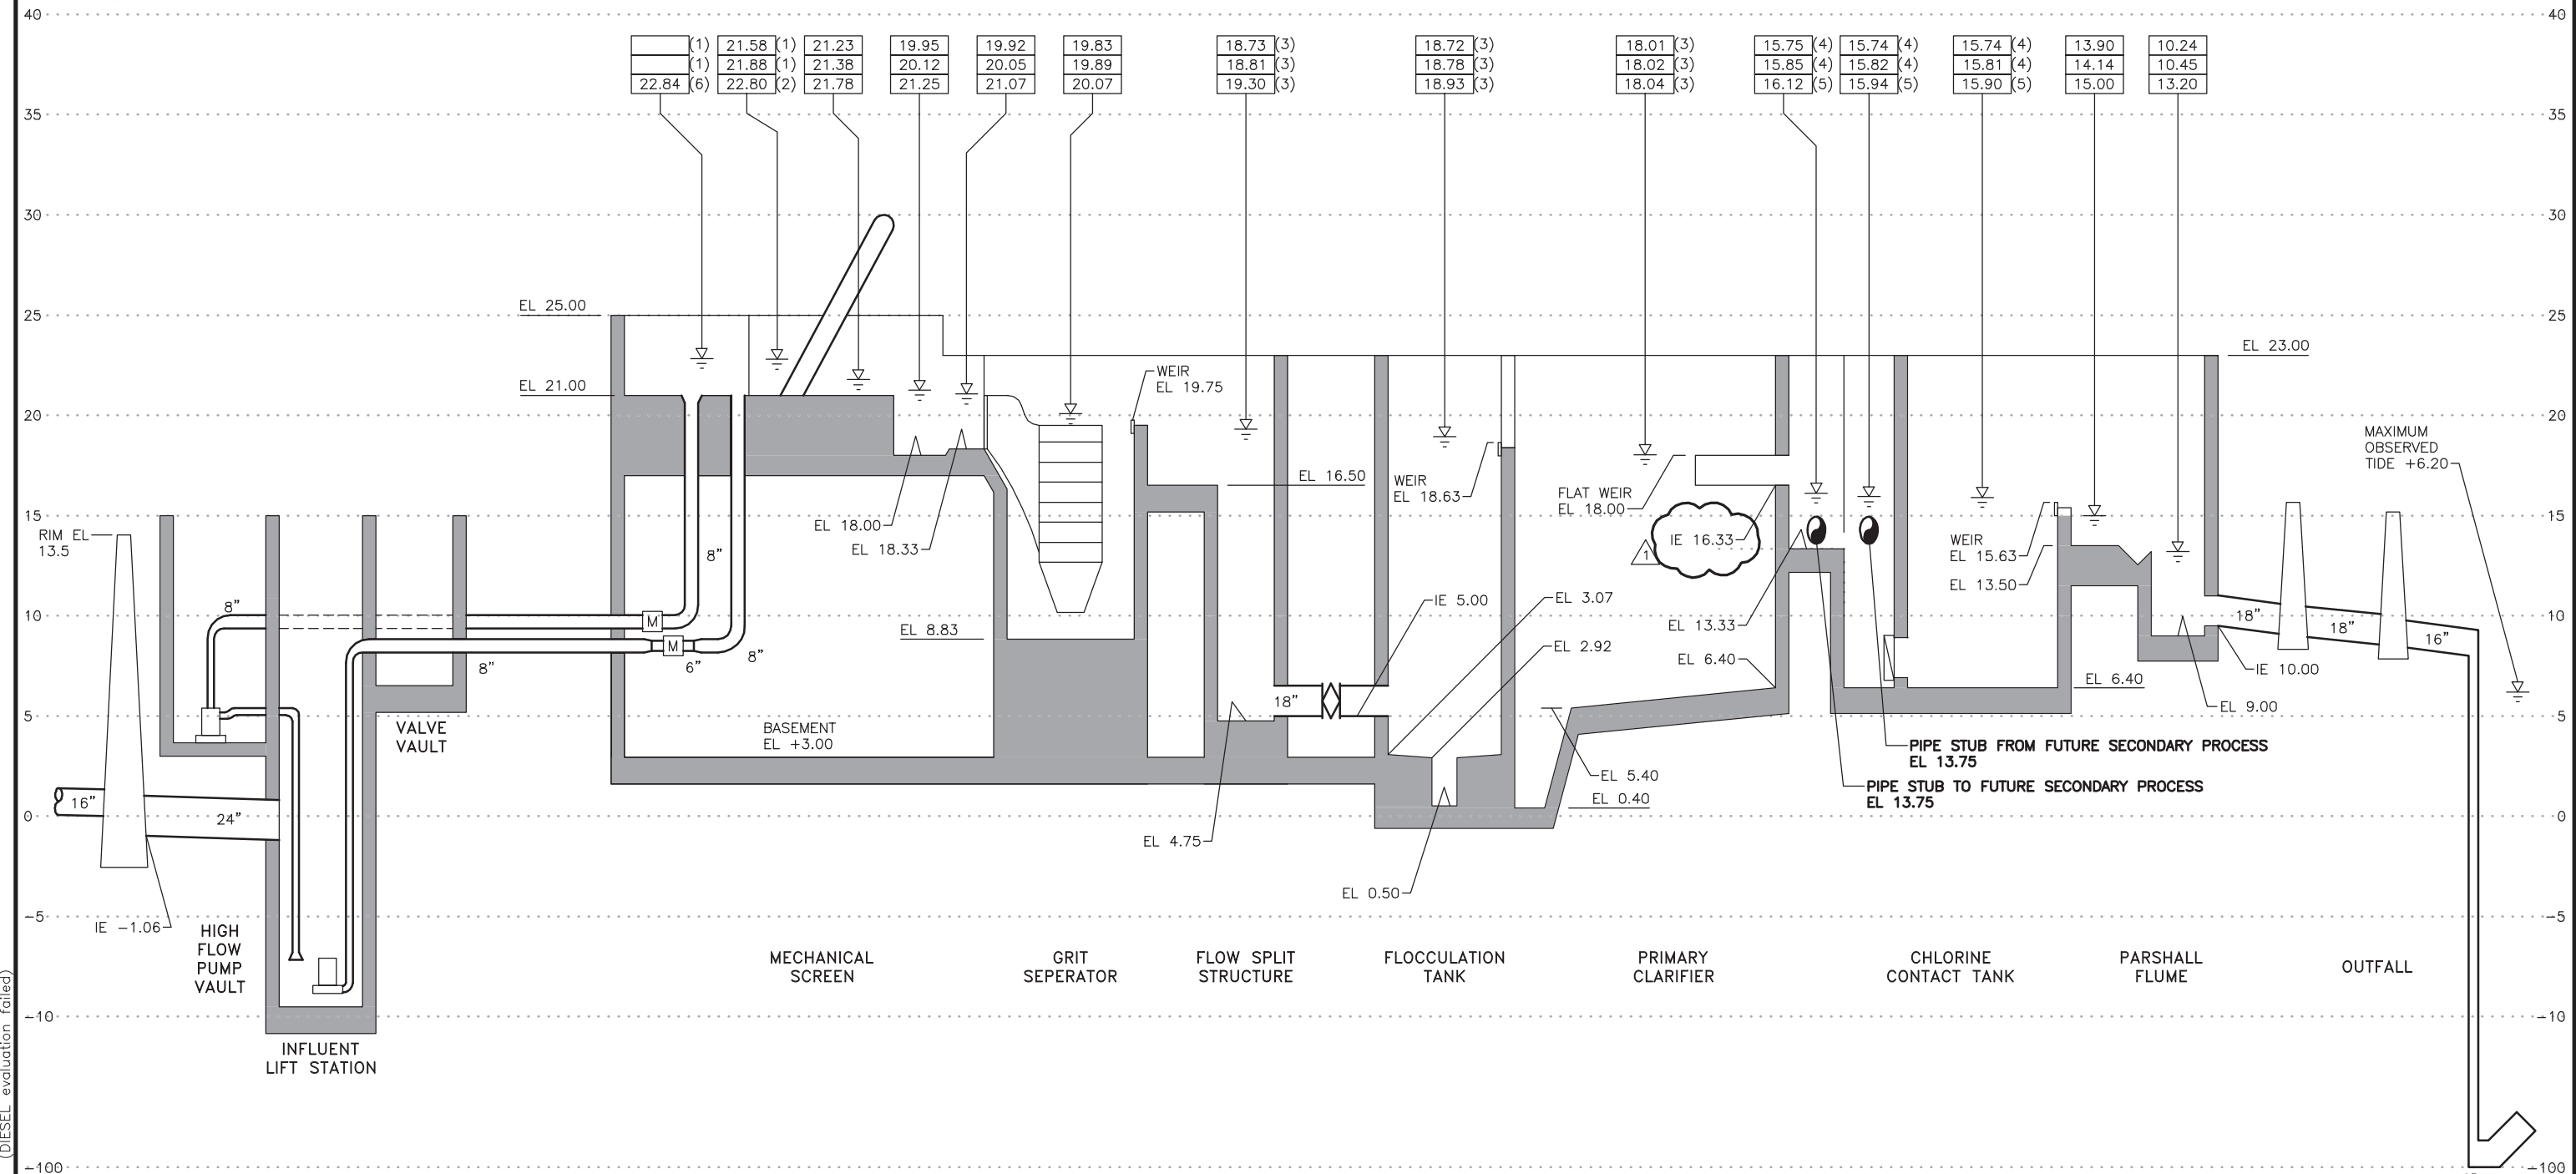 40 40
(1) 21.58 (1) 21.23 19.95 19.92 19.83 18.73 (3) 18.72 (3) 18.01 (3) 15.75 (4) 15.74 (4) 15.74 (4) 13.90 10.24
(1) 21.88 (1) 21.38 20.12 20.05 19.89 18.81 (3) 18.78 (3) 18.02 (3) 15.85 (4) 15.82 (4) 15.81 (4) 14.14 10.45
22.84 (6) 22.80 (2) 21.78 21.25 21.07 20.07 19.30 (3) 18.93 (3) 18.04 (3) 16.12 (5) 15.94 (5) 15.90 (5) 15.00 13.20
35 35
30 30
EL 25.00
25 25
EL 23.00
WEIR
EL 19.75
EL 21.00
20 20
MAXIMUM
OBSERVED
TIDE +6.20
EL 16.50
WEIR
EL 18.63
FLAT WEIR
EL 18.00
15 15
RIM EL
13.5
EL 18.00
EL 18.33
IE 16.33
1
WEIR
EL 15.63
EL 13.50
8”
8”
10 10
M
M
8”
6”
8”
EL 8.83
IE 5.00
EL 3.07
EL 2.92
EL 13.33
EL 6.40
EL 6.40
18”
18”
16”
IE 10.00
EL 9.00
5 5
18”
VALVE
VAULT
BASEMENT
EL +3.00
PIPE STUB FROM FUTURE SECONDARY PROCESS
EL 13.75
PIPE STUB TO FUTURE SECONDARY PROCESS
EL 13.75
EL 5.40
EL 0.40
16”
24”
0 0
EL 4.75
EL 0.50
-5 -5
IE -1.06
HIGH
FLOW
PUMP
VAULT
MECHANICAL
SCREEN
GRIT
SEPERATOR
FLOW SPLIT
STRUCTURE
FLOCCULATION
TANK
PRIMARY
CLARIFIER
CHLORINE
CONTACT TANK
PARSHALL
FLUME
OUTFALL
-10 -10
INFLUENT
LIFT STATION
(DIESEL evaluation failed)
-100 -100